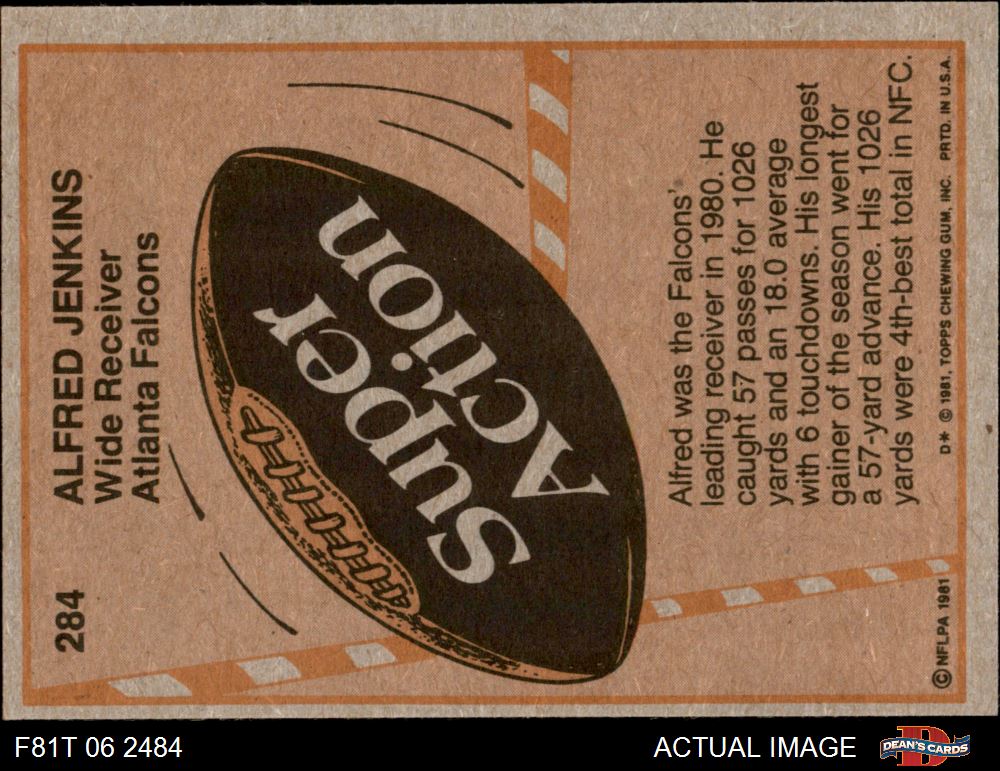 284
ALFRED JENKINS
Wide Receiver
Atlanta Falcons
Super
Action
Alfred was the Falcons'
leading receiver in 1980. He
caught 57 passes for 1026
yards and an 18.0 average
with 6 touchdowns. His longest
gainer of the season went for
a 57-yard advance. His 1026
yards were 4th-best total in NFC.
© NFLPA 1981
D* © 1981, TOPPS CHEWING GUM, INC. PRTD. IN U.S.A.
F81T 06 2484
ACTUAL IMAGE
DEAN'S CARDS